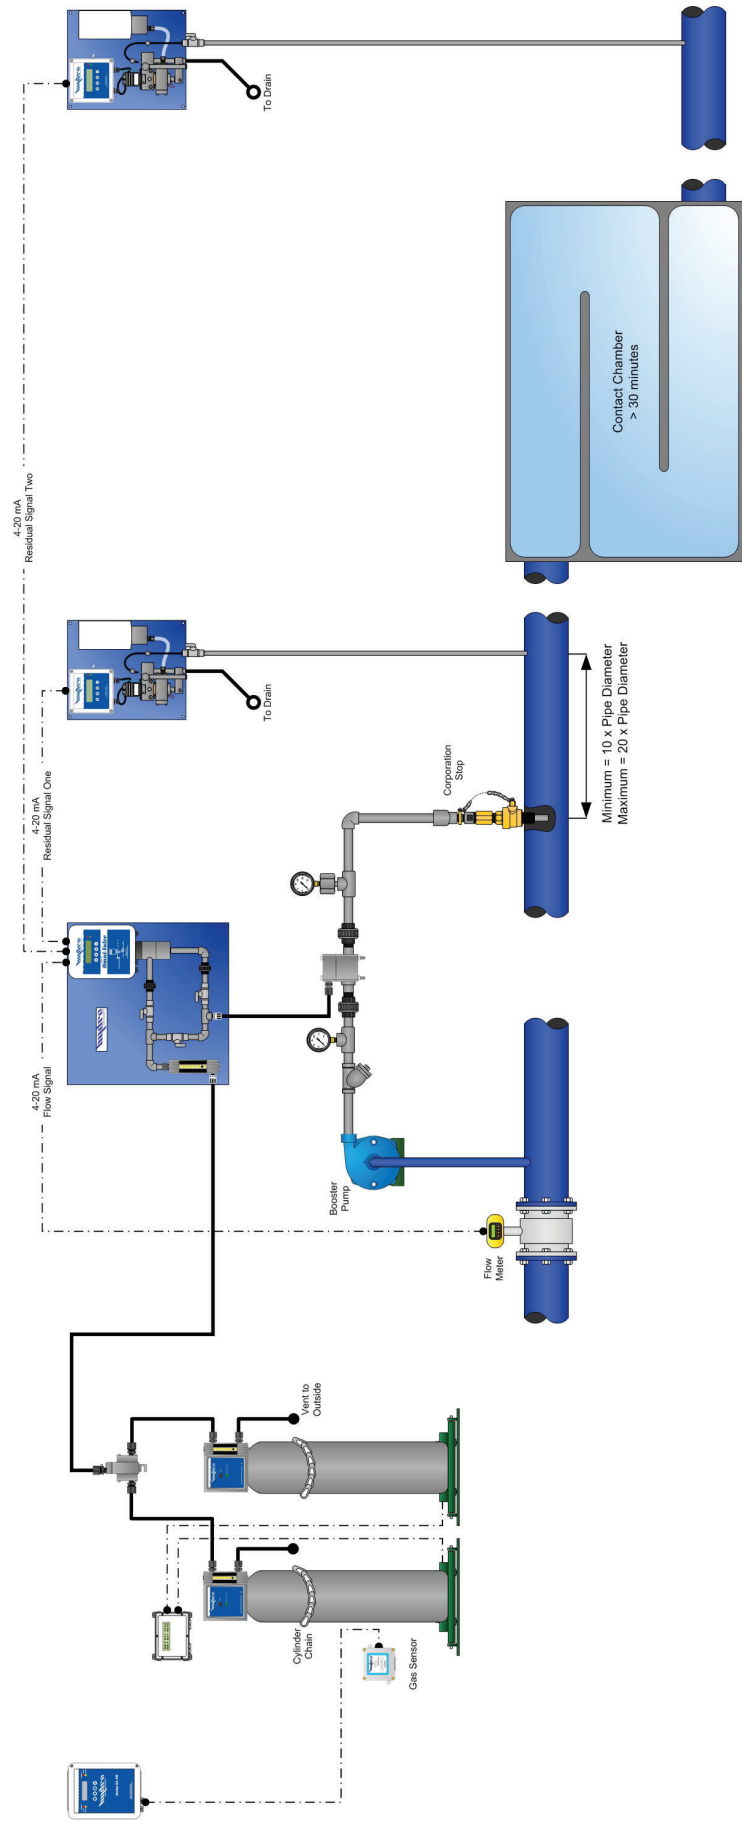 4-20 mA
Residual Signal Two
4-20 mA
Residual Signal One
4-20 mA
Flow Signal
To Drain
To Drain
Corporation
Stop
Booster
Pump
Flow
Meter
Vent to
Outside
Cylinder
Chain
Gas Sensor
Minimum = 10 x Pipe Diameter
Maximum = 20 x Pipe Diameter
Contact Chamber
> 30 minutes